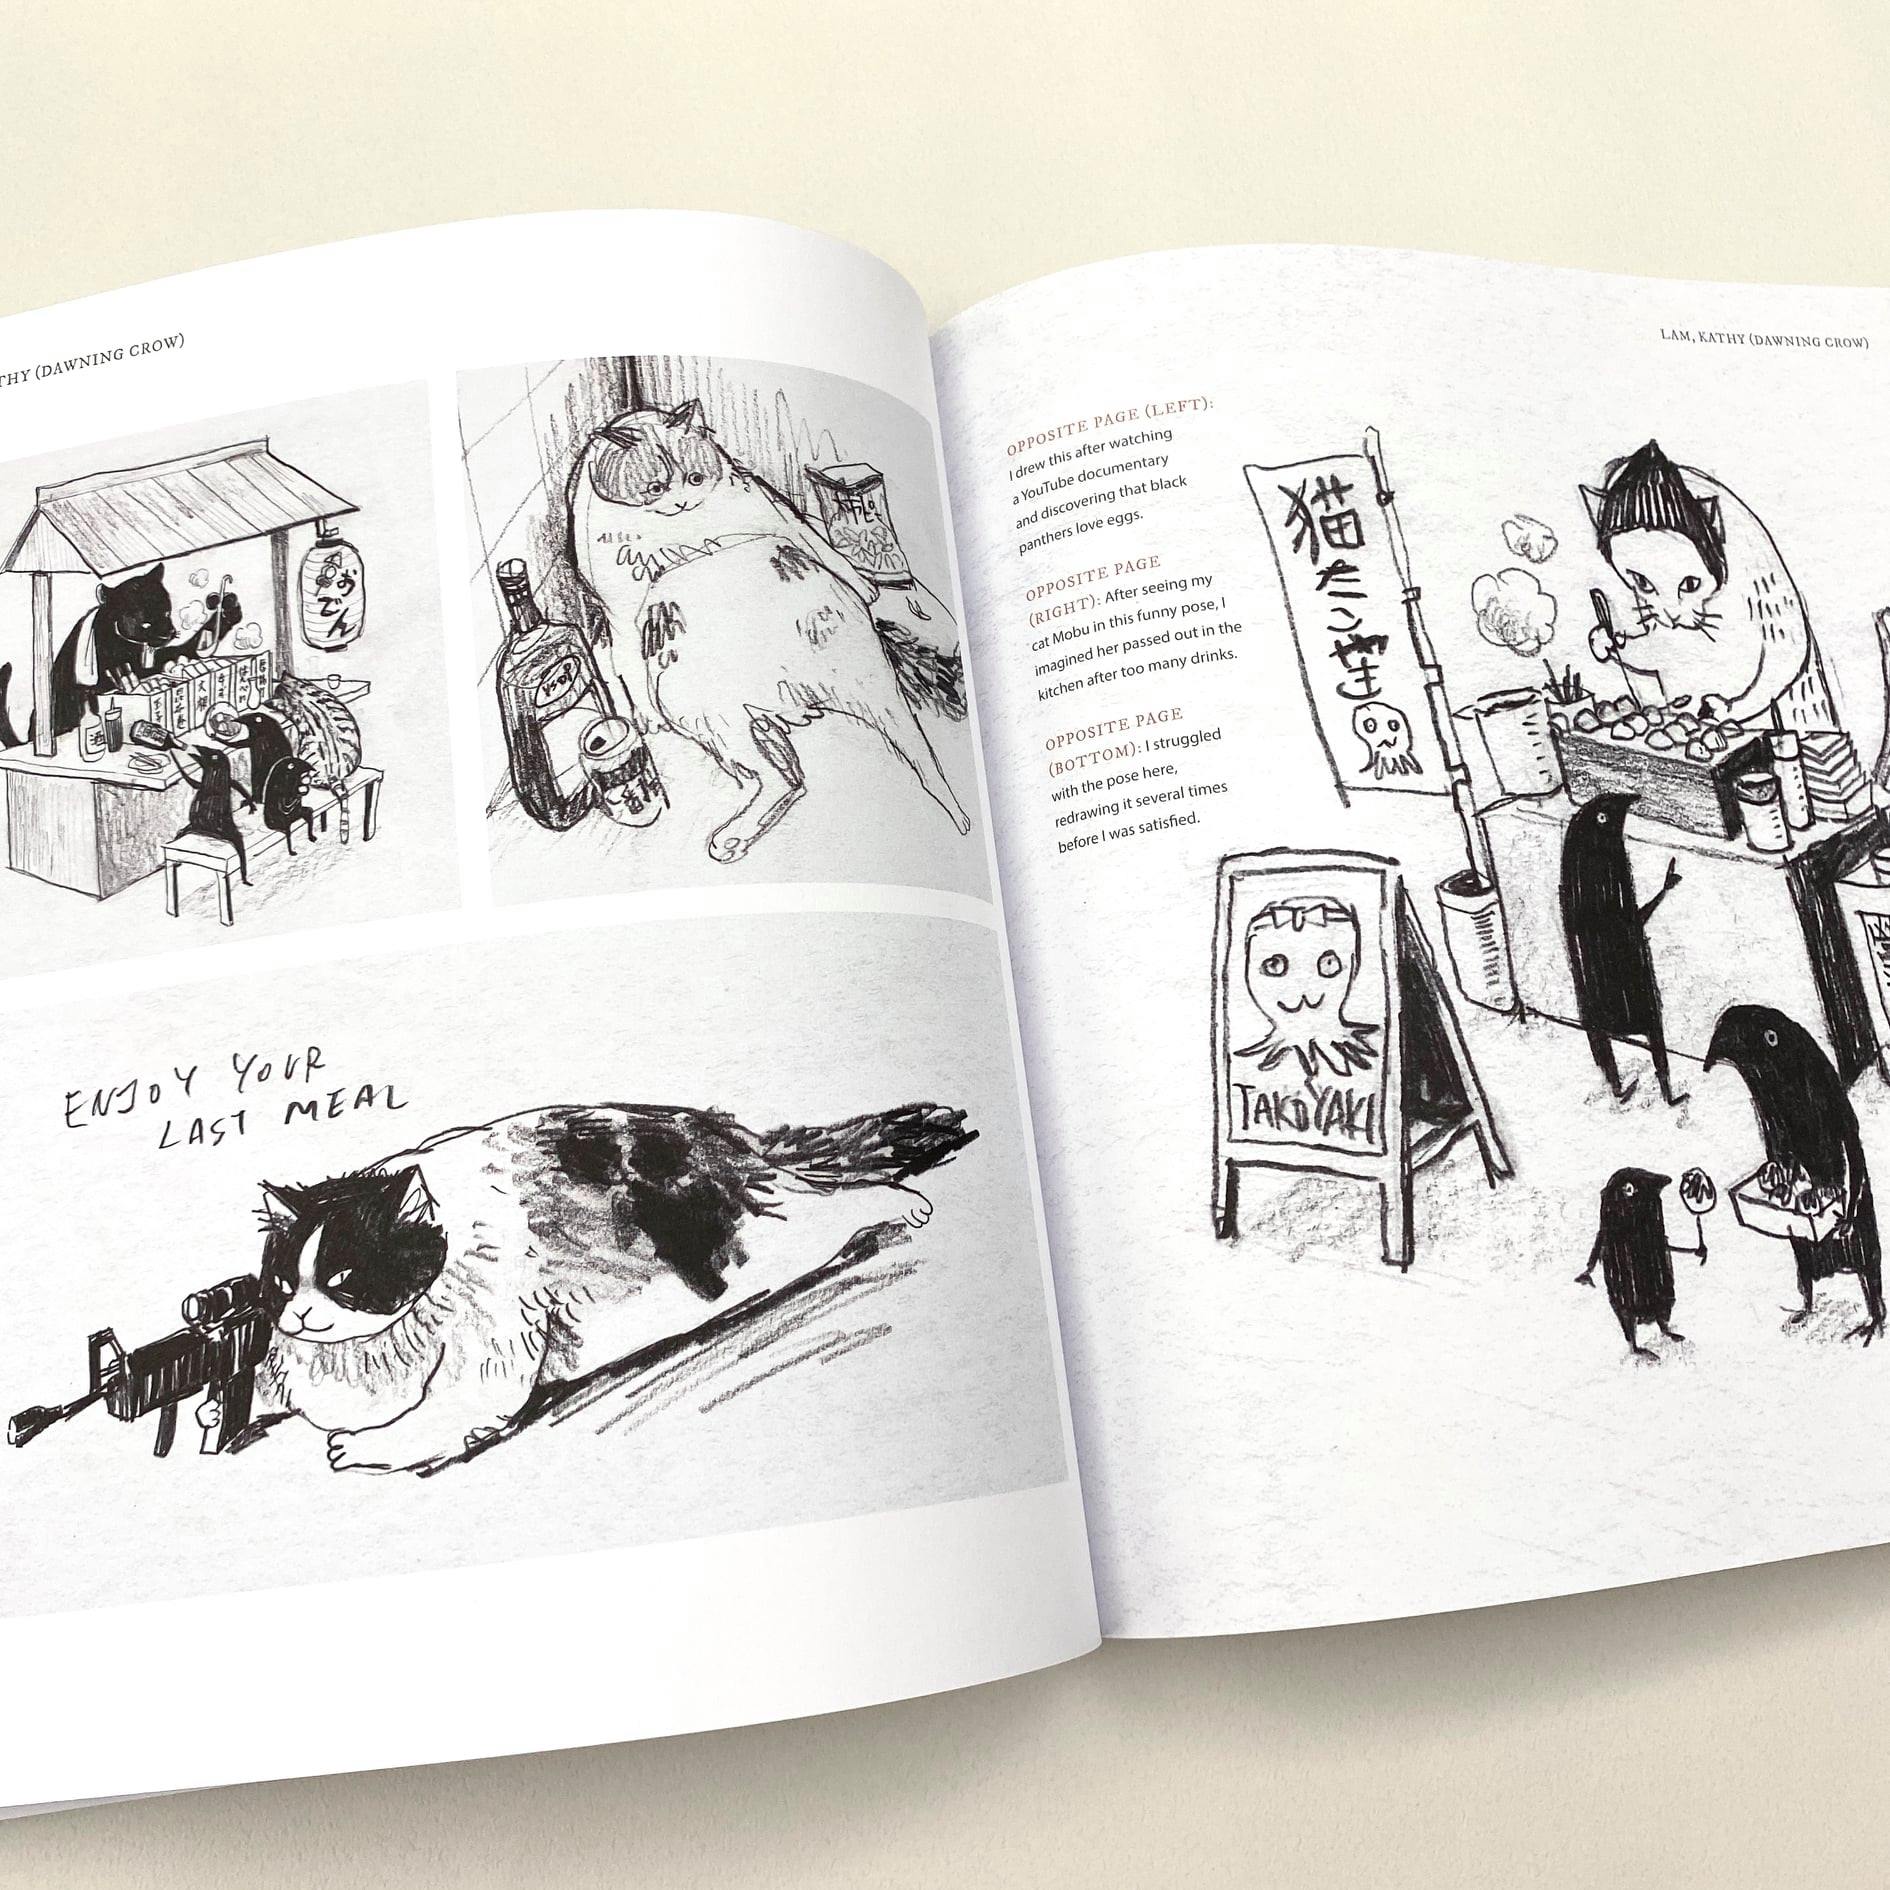 THY (DAWNING CROW)
おでん
酒
大根
ENJOY YOUR
LAST MEAL
LAM, KATHY (DAWNING CROW)
OPPOSITE PAGE (LEFT):
I drew this after watching
a YouTube documentary
and discovering that black
panthers love eggs.
OPPOSITE PAGE
(RIGHT): After seeing my
cat Mobu in this funny pose, I
imagined her passed out in the
kitchen after too many drinks.
OPPOSITE PAGE
(BOTTOM): I struggled
with the pose here,
redrawing it several times
before I was satisfied.
猫たこ焼
TAKOYAKI